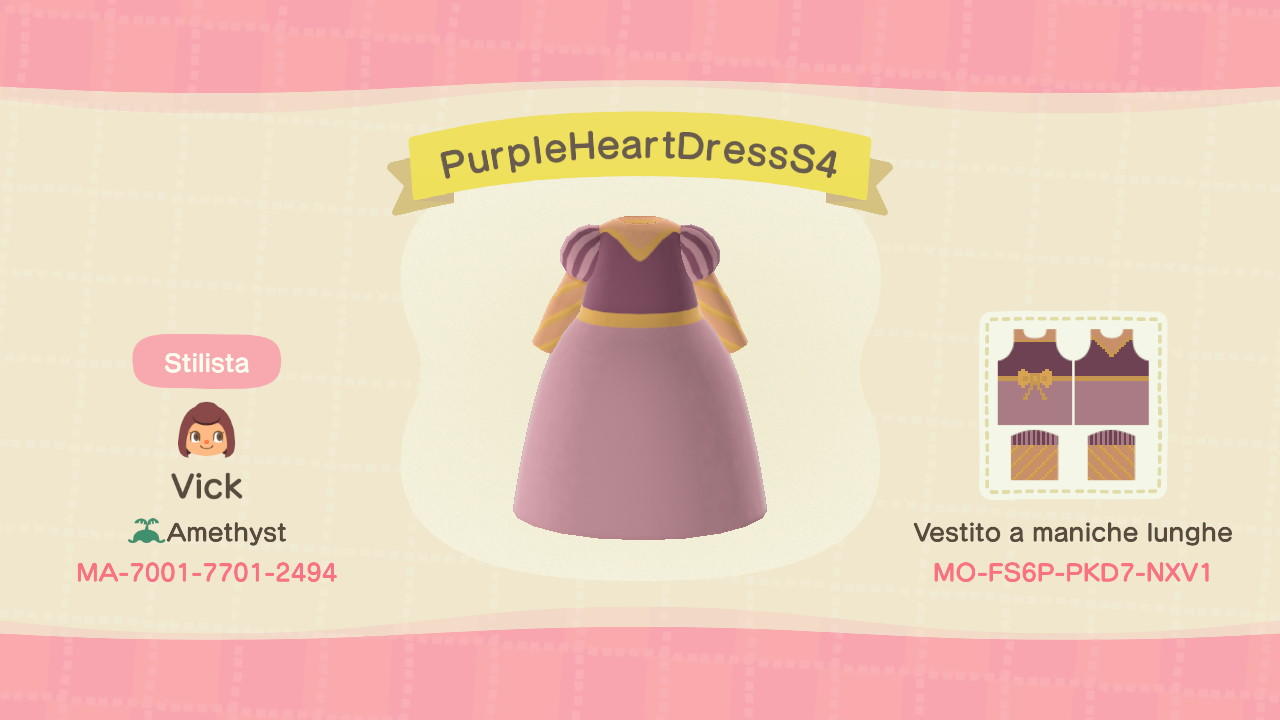 PurpleHeartDressS4
Stilista
Vick
Amethyst
MA-7001-7701-2494
Vestito a maniche lunghe
MO-FS6P-PKD7-NXV1